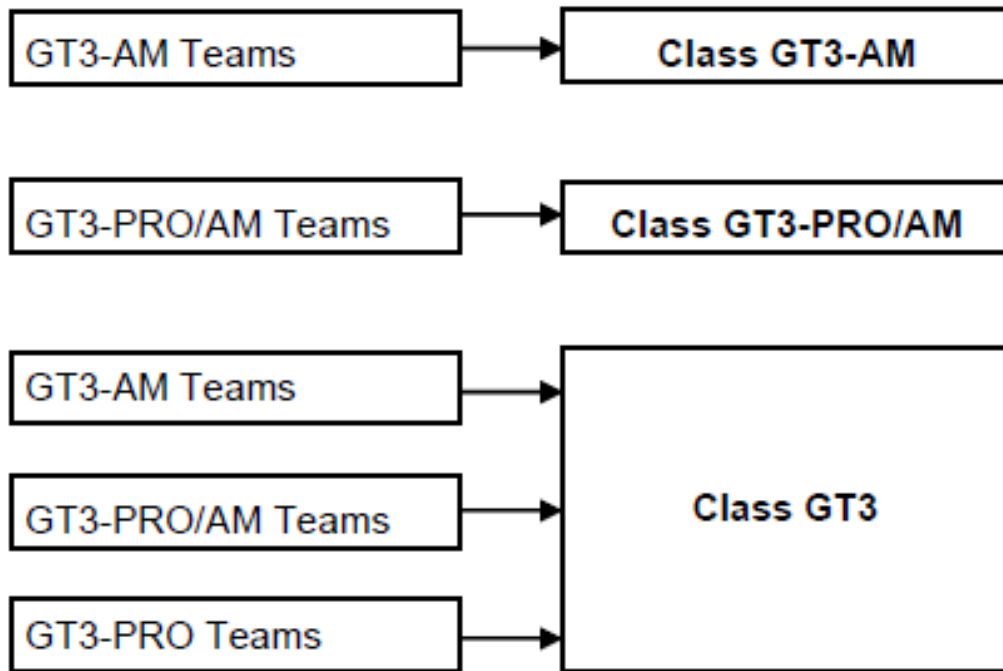 GT3-AM Teams
Class GT3-AM
GT3-PRO/AM Teams
Class GT3-PRO/AM
GT3-AM Teams
GT3-PRO/AM Teams
Class GT3
GT3-PRO Teams